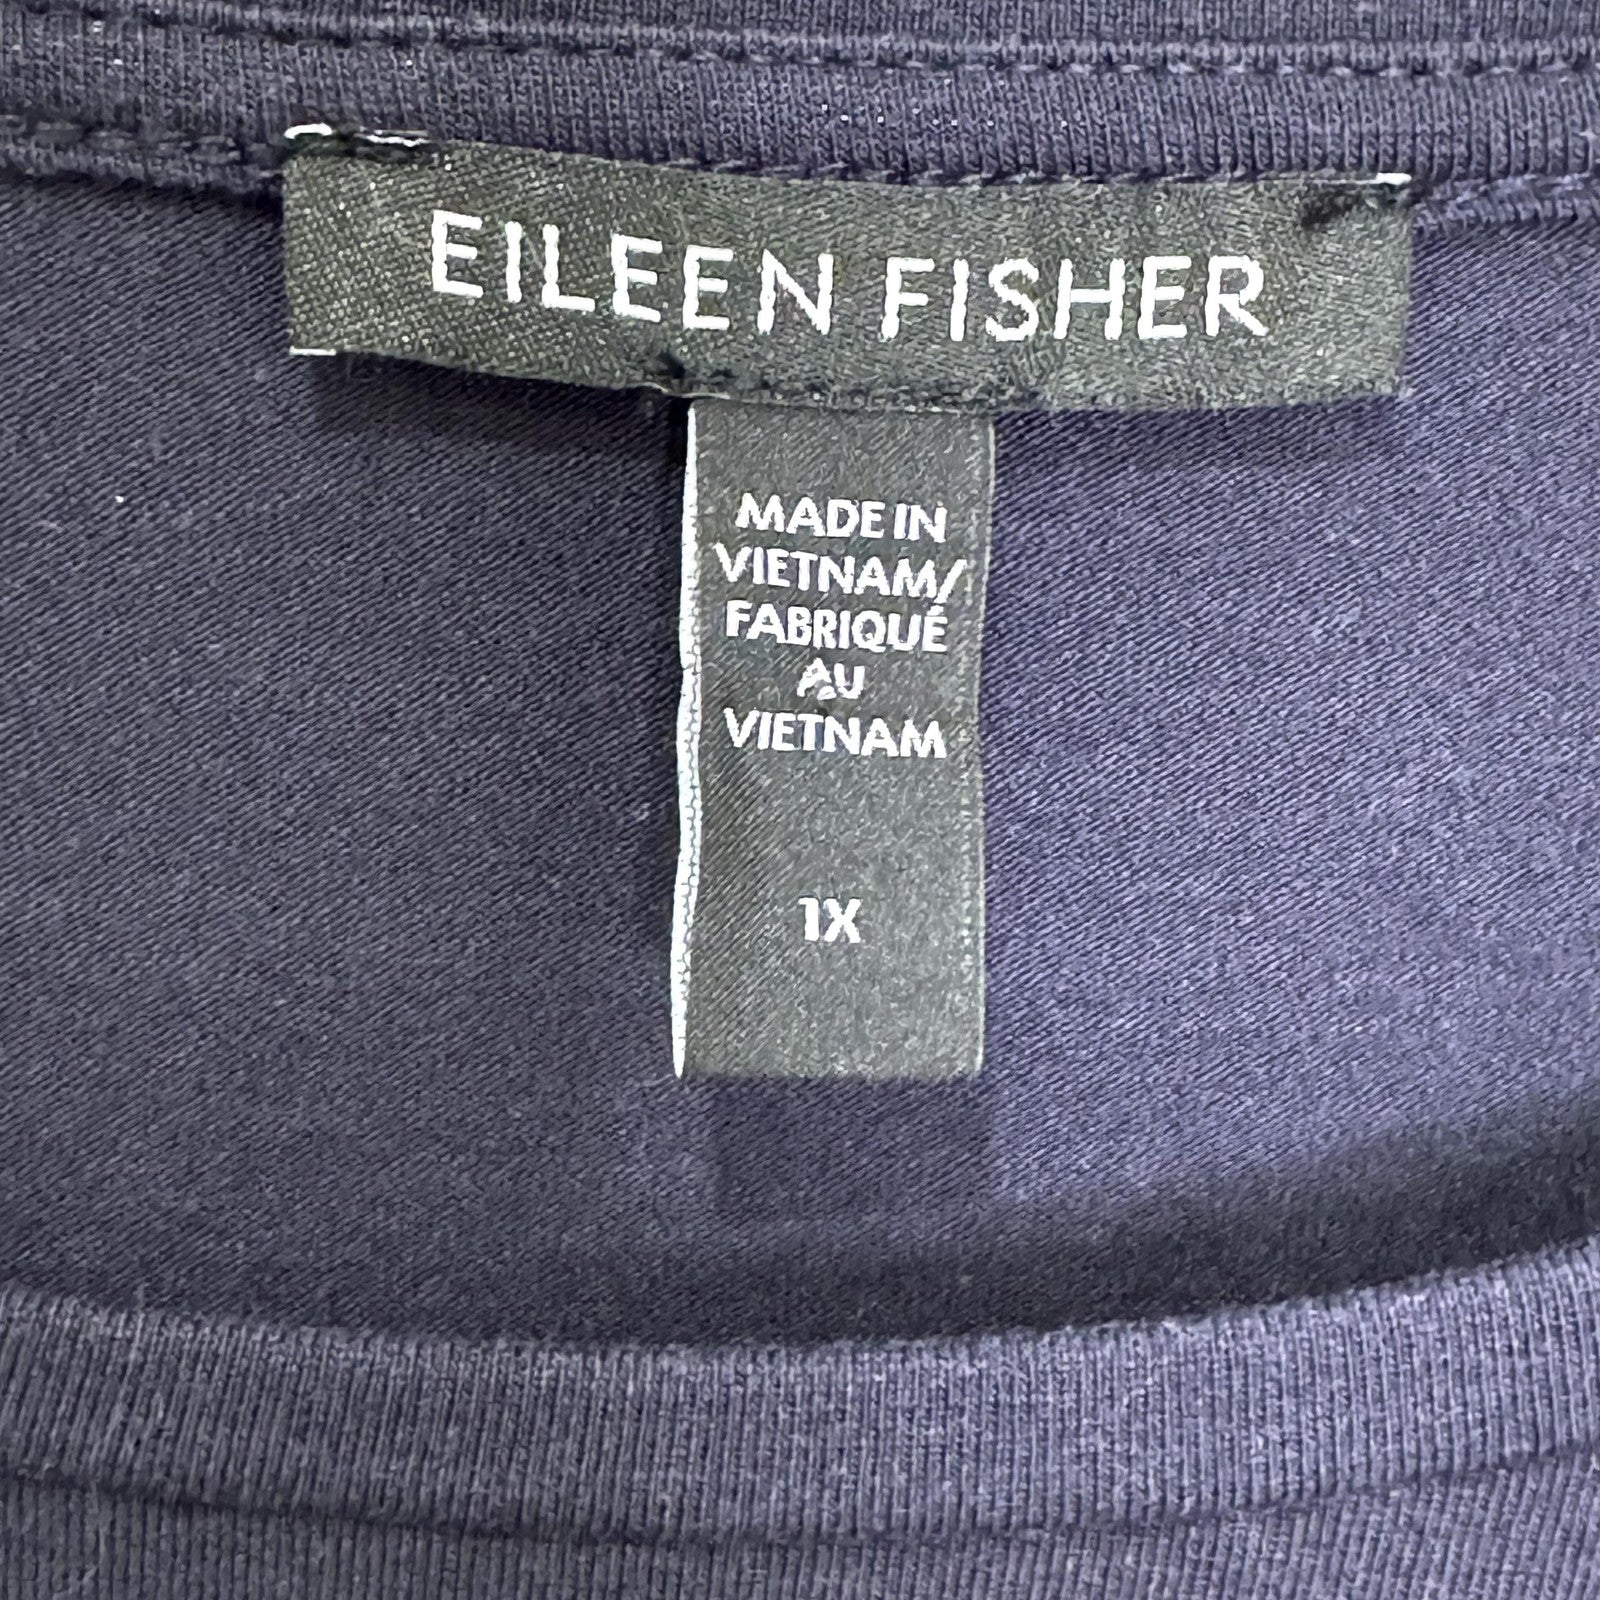 EILEEN FISHER
MADE IN
VIETNAM/
FABRIQUÉ
AU
VIETNAM
1X